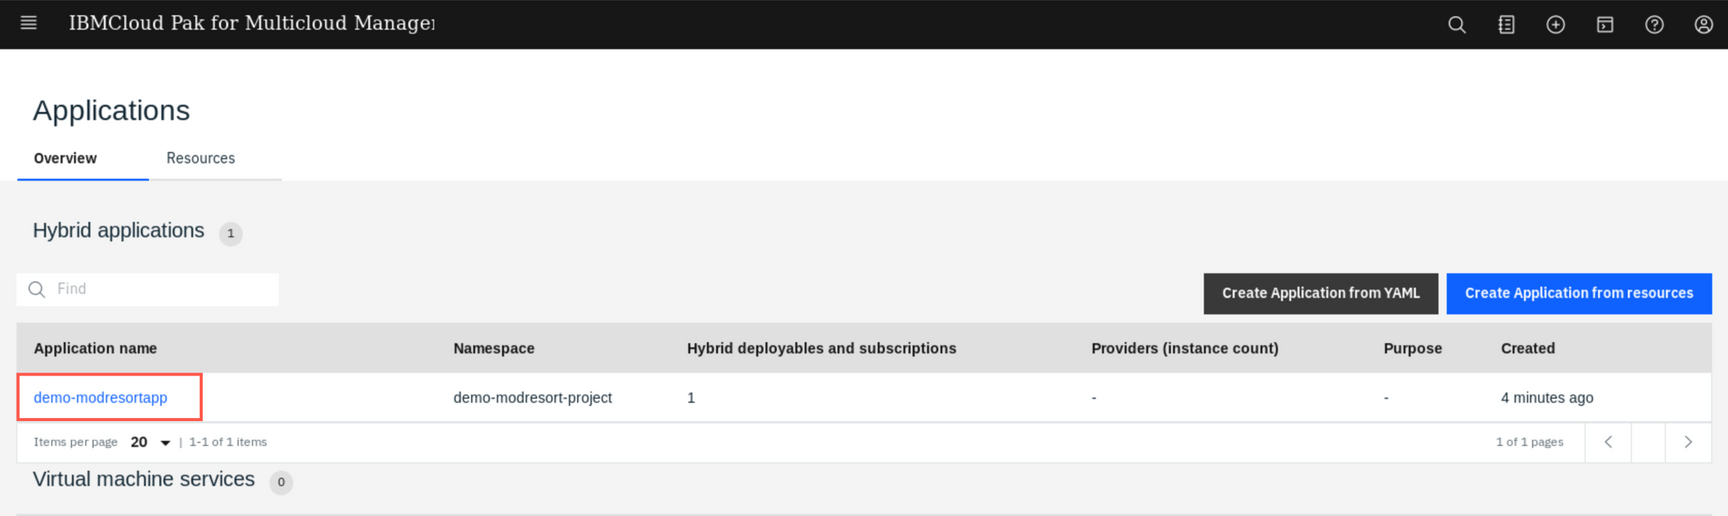 IBMCloud Pak for Multicloud Manager
Applications
Overview Resources
Hybrid applications 1
Find
Create Application from YAML Create Application from resources
Application name Namespace Hybrid deployables and subscriptions Providers (instance count) Purpose Created
demo-modresortapp demo-modresort-project 1 - - 4 minutes ago
Items per page 20 | 1-1 of 1 items 1 of 1 pages
Virtual machine services 0